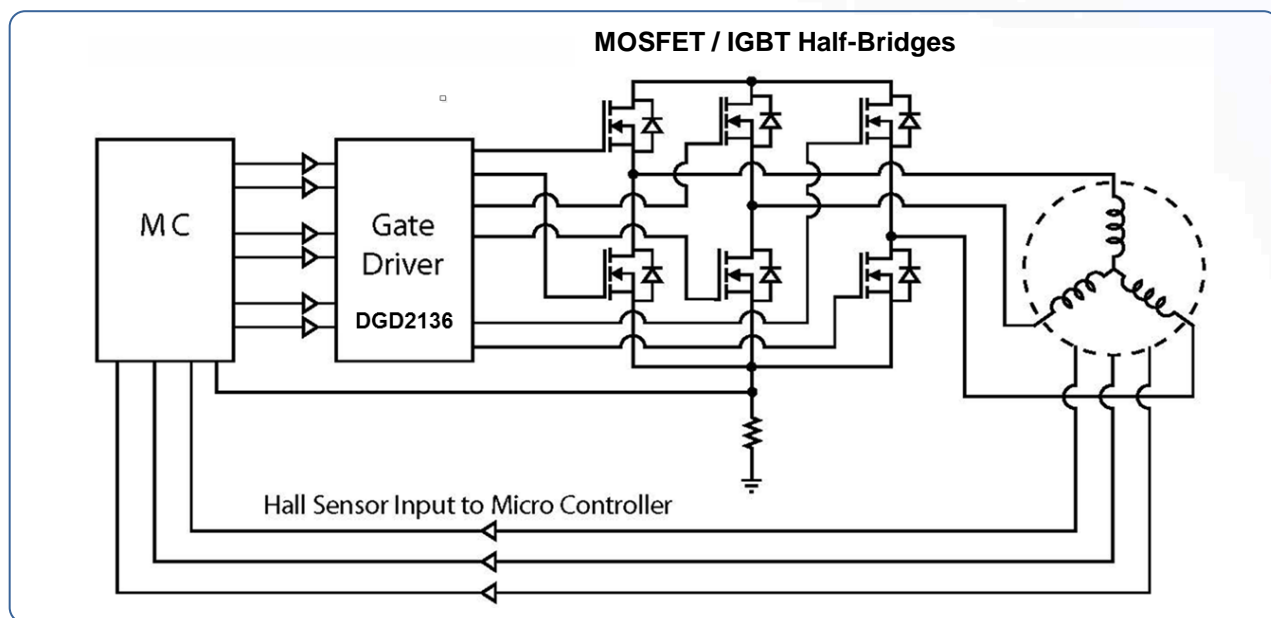 MOSFET / IGBT Half-Bridges
MC
Gate
Driver
DGD2136
Hall Sensor Input to Micro Controller